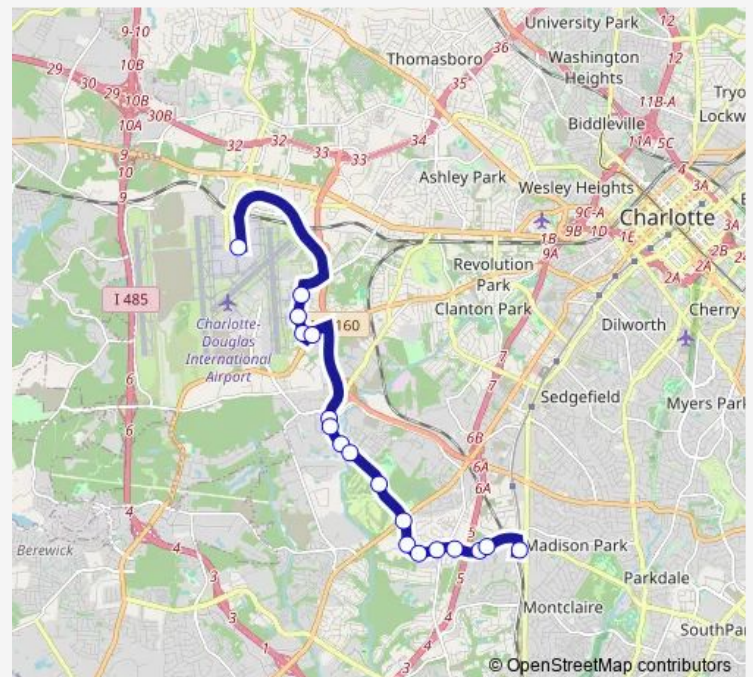 University Park
12
9-10
36
Thomasboro
Washington
Heights
12
29
30
10B
35
29-10B
30B
11B-A
Tryo
Lockw
10A
Biddleville
11A
5C
32
32
33
33
34
4
9
10
Ashley Park
Wesley Heights
3A
9
9C-A
Charlotte
9B
1D
1E
3A
1B
9A
2B
2
Revolution
Park
2A
2A
I 485
Clanton Park
Cherry
160
Dilworth
Charlotte-
Douglas
International
Airport
7
7
6
Sedgefield
Myers Park
6
6B
6A
6A
4
5
Madison Park
Berewick
4
3
5
Parkdale
3
Montclaire
4
SouthPar
1
3
4
© OpenStreetMap contributors